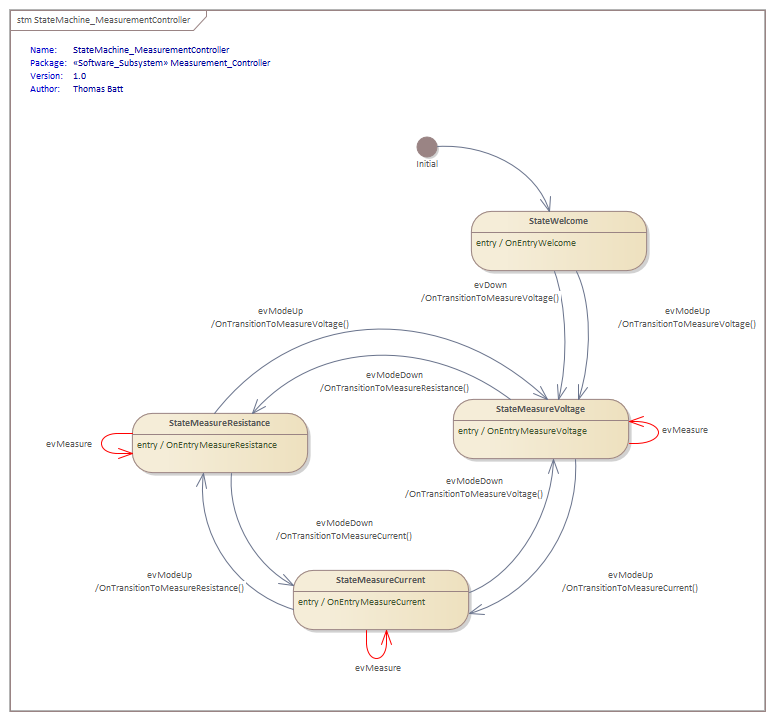 stm StateMachine_MeasurementController
Name: StateMachine_MeasurementController
Package: «Software_Subsystem» Measurement_Controller
Version: 1.0
Author: Thomas Batt
Initial
StateWelcome
entry / OnEntryWelcome
evDown
/OnTransitionToMeasureVoltage()
evModeUp
/OnTransitionToMeasureVoltage()
evModeUp
/OnTransitionToMeasureVoltage()
evModeDown
/OnTransitionToMeasureResistance()
StateMeasureResistance
entry / OnEntryMeasureResistance
evMeasure
StateMeasureVoltage
entry / OnEntryMeasureVoltage
evMeasure
evModeDown
/OnTransitionToMeasureVoltage()
evModeDown
/OnTransitionToMeasureCurrent()
evModeUp
/OnTransitionToMeasureResistance()
evModeUp
/OnTransitionToMeasureCurrent()
StateMeasureCurrent
entry / OnEntryMeasureCurrent
evMeasure